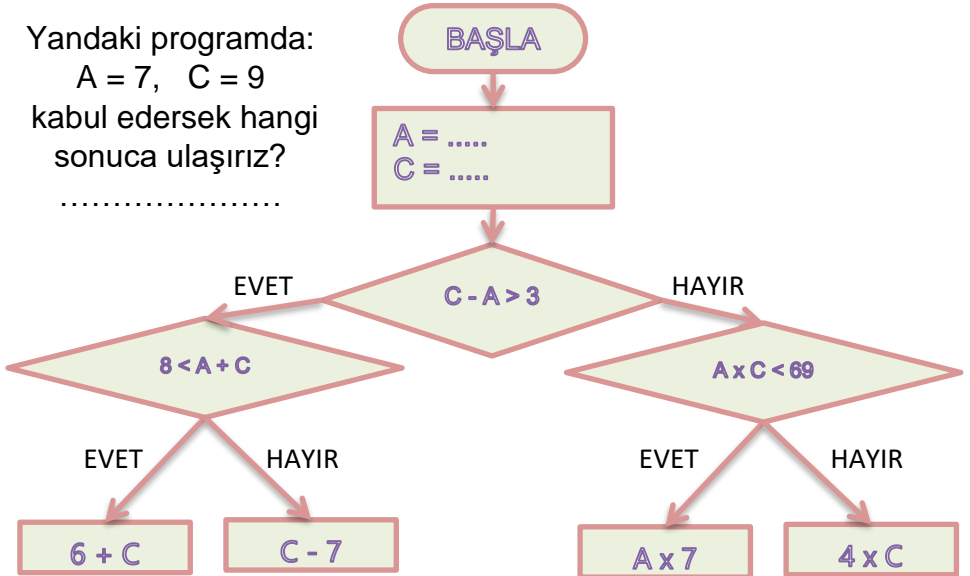 Yandaki programda:
A = 7,   C = 9
kabul edersek hangi
sonuca ulaşırız?
…………………
BAŞLA
A = .....
C = .....
C - A > 3
EVET
HAYIR
8 < A + C
A x C < 69
EVET
HAYIR
EVET
HAYIR
6 + C
C - 7
A x 7
4 x C